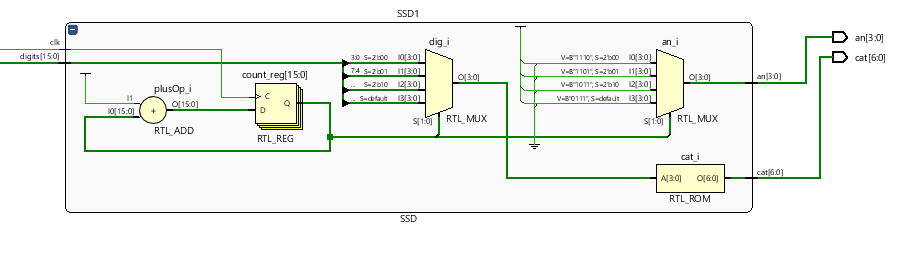 SSD1
clk
digits[15:0]
plusOp_i
I1
I0[15:0]
+
O[15:0]
RTL_ADD
count_reg[15:0]
C
D
Q
RTL_REG
dig_i
3:0 S=2'b00 I0[3:0]
7:4 S=2'b01 I1[3:0]
... S=2'b10 I2[3:0]
... S=default I3[3:0]
O[3:0]
S[1:0]
RTL_MUX
an_i
V=B"1110", S=2'b00 I0[3:0]
V=B"1101", S=2'b01 I1[3:0]
V=B"1011", S=2'b10 I2[3:0]
V=B"0111", S=default I3[3:0]
O[3:0]
S[1:0]
RTL_MUX
cat_i
A[3:0] O[6:0]
RTL_ROM
an[3:0]
cat[6:0]
an[3:0]
cat[6:0]
SSD